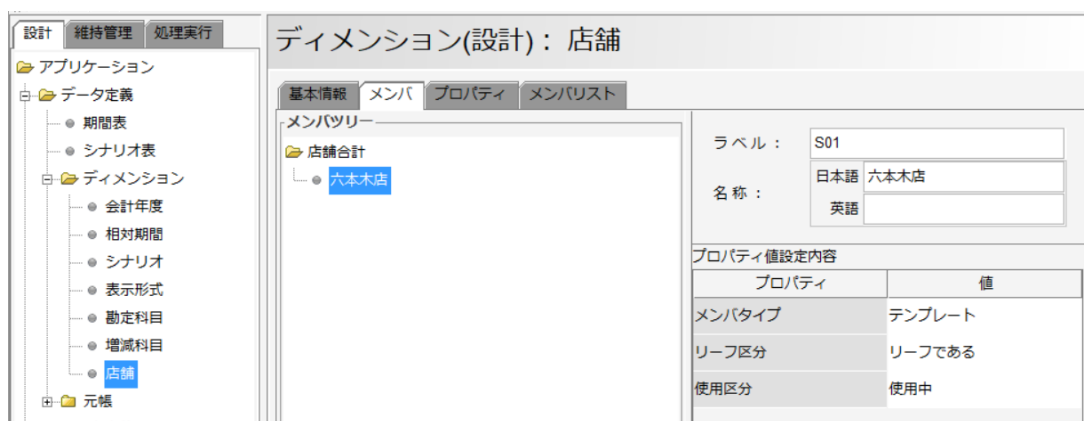 設計 維持管理 処理実行
アプリケーション
データ定義
期間表
シナリオ表
ディメンション
会計年度
相対期間
シナリオ
表示形式
勘定科目
増減科目
店舗
元帳
ディメンション(設計)： 店舗
基本情報 メンバ プロパティ メンバリスト
メンバツリー
店舗合計
六本木店
ラベル： S01
名称： 日本語 六本木店
英語
プロパティ値設定内容
プロパティ 値
メンバタイプ テンプレート
リーフ区分 リーフである
使用区分 使用中